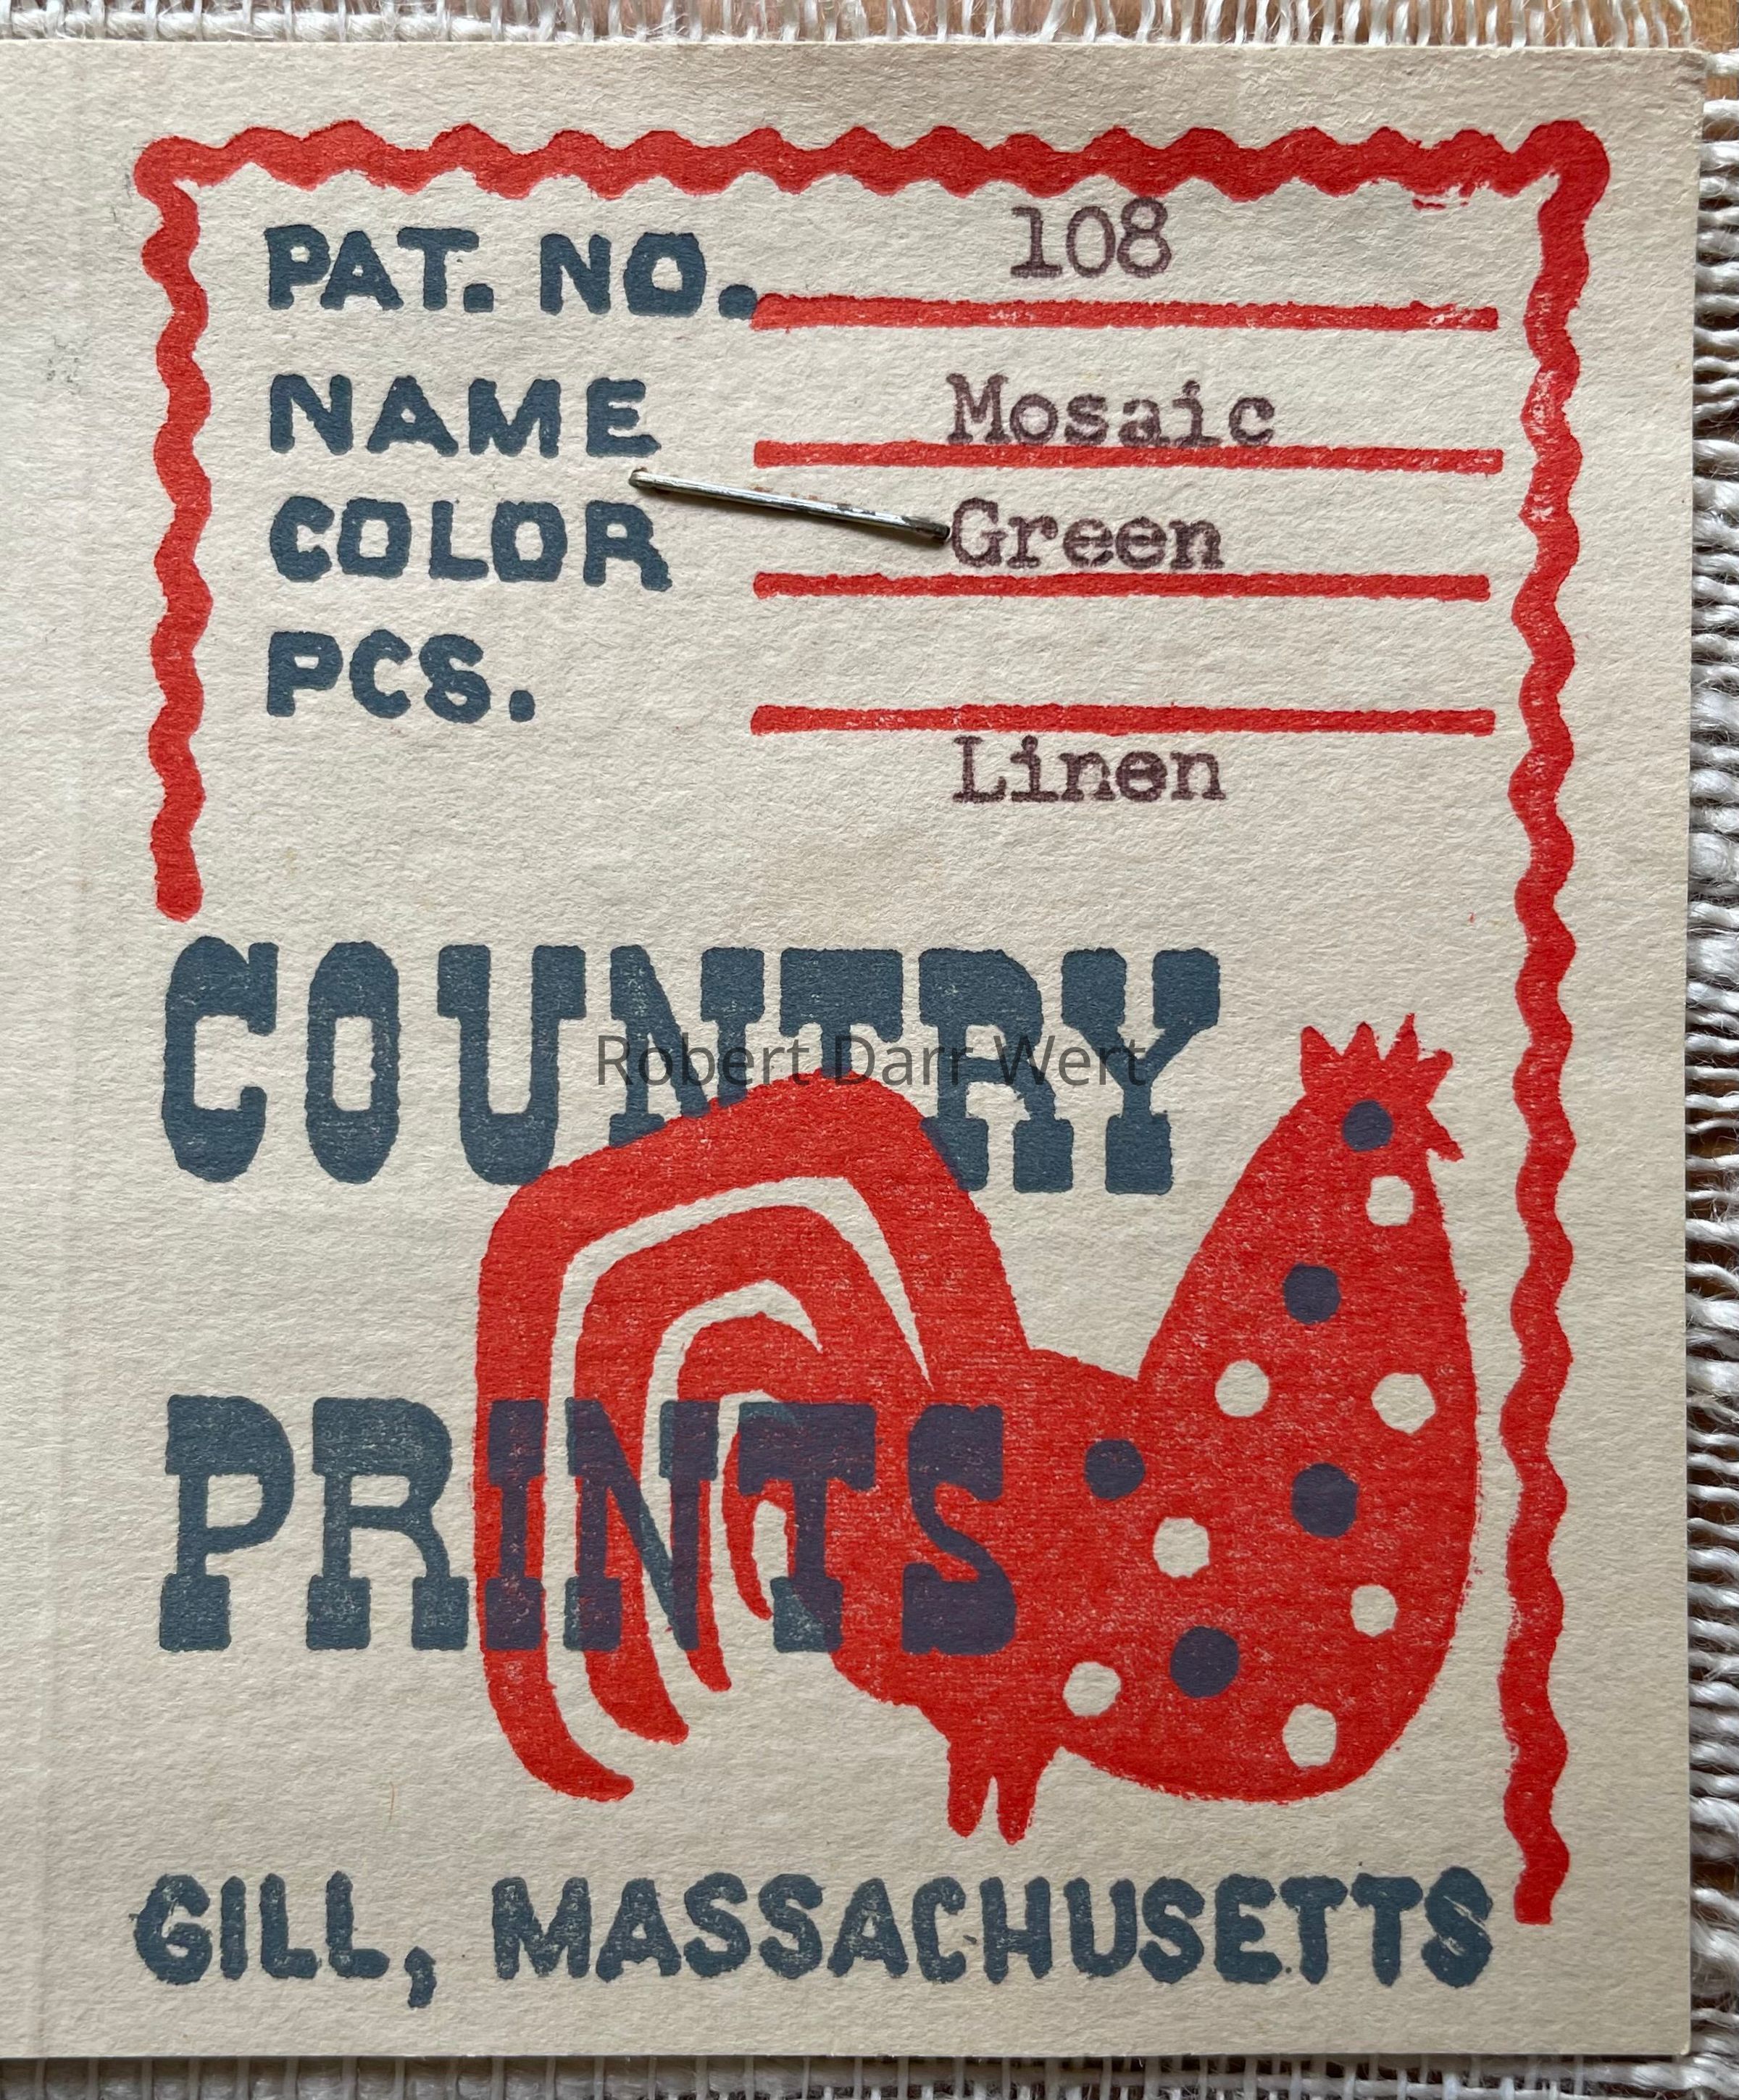 PAT. NO. 108
NAME Mosaic
COLOR Green
PCS.
Linen
COUNTRY
Robert Darr Wert
PRINTS
GILL, MASSACHUSETTS